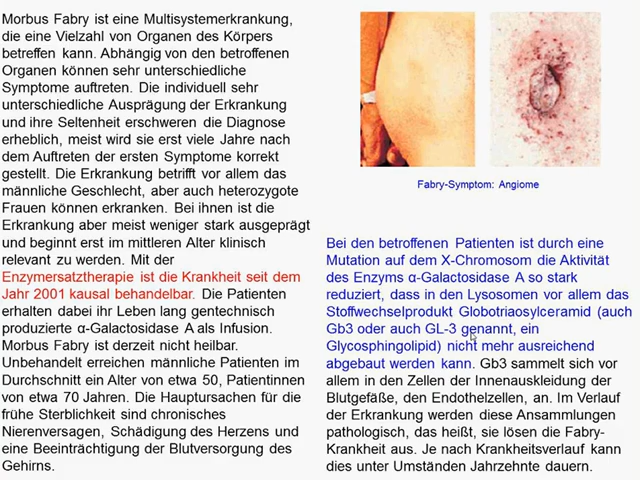 Morbus Fabry ist eine Multisystemerkrankung,
die eine Vielzahl von Organen des Körpers
betreffen kann. Abhängig von den betroffenen
Organen können sehr unterschiedliche
Symptome auftreten. Die individuell sehr
unterschiedliche Ausprägung der Erkrankung
und ihre Seltenheit erschweren die Diagnose
erheblich, meist wird sie erst viele Jahre nach
dem Auftreten der ersten Symptome korrekt
gestellt. Die Erkrankung betrifft vor allem das
männliche Geschlecht, aber auch heterozygote
Frauen können erkranken. Bei ihnen ist die
Erkrankung aber meist weniger stark ausgeprägt
und beginnt erst im mittleren Alter klinisch
relevant zu werden. Mit der
Enzymersatztherapie ist die Krankheit seit dem
Jahr 2001 kausal behandelbar. Die Patienten
erhalten dabei ihr Leben lang gentechnisch
produzierte α-Galactosidase A als Infusion.
Morbus Fabry ist derzeit nicht heilbar.
Unbehandelt erreichen männliche Patienten im
Durchschnitt ein Alter von etwa 50, Patientinnen
von etwa 70 Jahren. Die Hauptursachen für die
frühe Sterblichkeit sind chronisches
Nierenversagen, Schädigung des Herzens und
eine Beeinträchtigung der Blutversorgung des
Gehirns.
Fabry-Symptom: Angiome
Bei den betroffenen Patienten ist durch eine
Mutation auf dem X-Chromosom die Aktivität
des Enzyms α-Galactosidase A so stark
reduziert, dass in den Lysosomen vor allem das
Stoffwechselprodukt Globotriaosylceramid (auch
Gb3 oder auch GL-3 genannt, ein
Glycosphingolipid) nicht mehr ausreichend
abgebaut werden kann. Gb3 sammelt sich vor
allem in den Zellen der Innenauskleidung der
Blutgefäße, den Endothelzellen, an. Im Verlauf
der Erkrankung werden diese Ansammlungen
pathologisch, das heißt, sie lösen die Fabry-
Krankheit aus. Je nach Krankheitsverlauf kann
dies unter Umständen Jahrzehnte dauern.